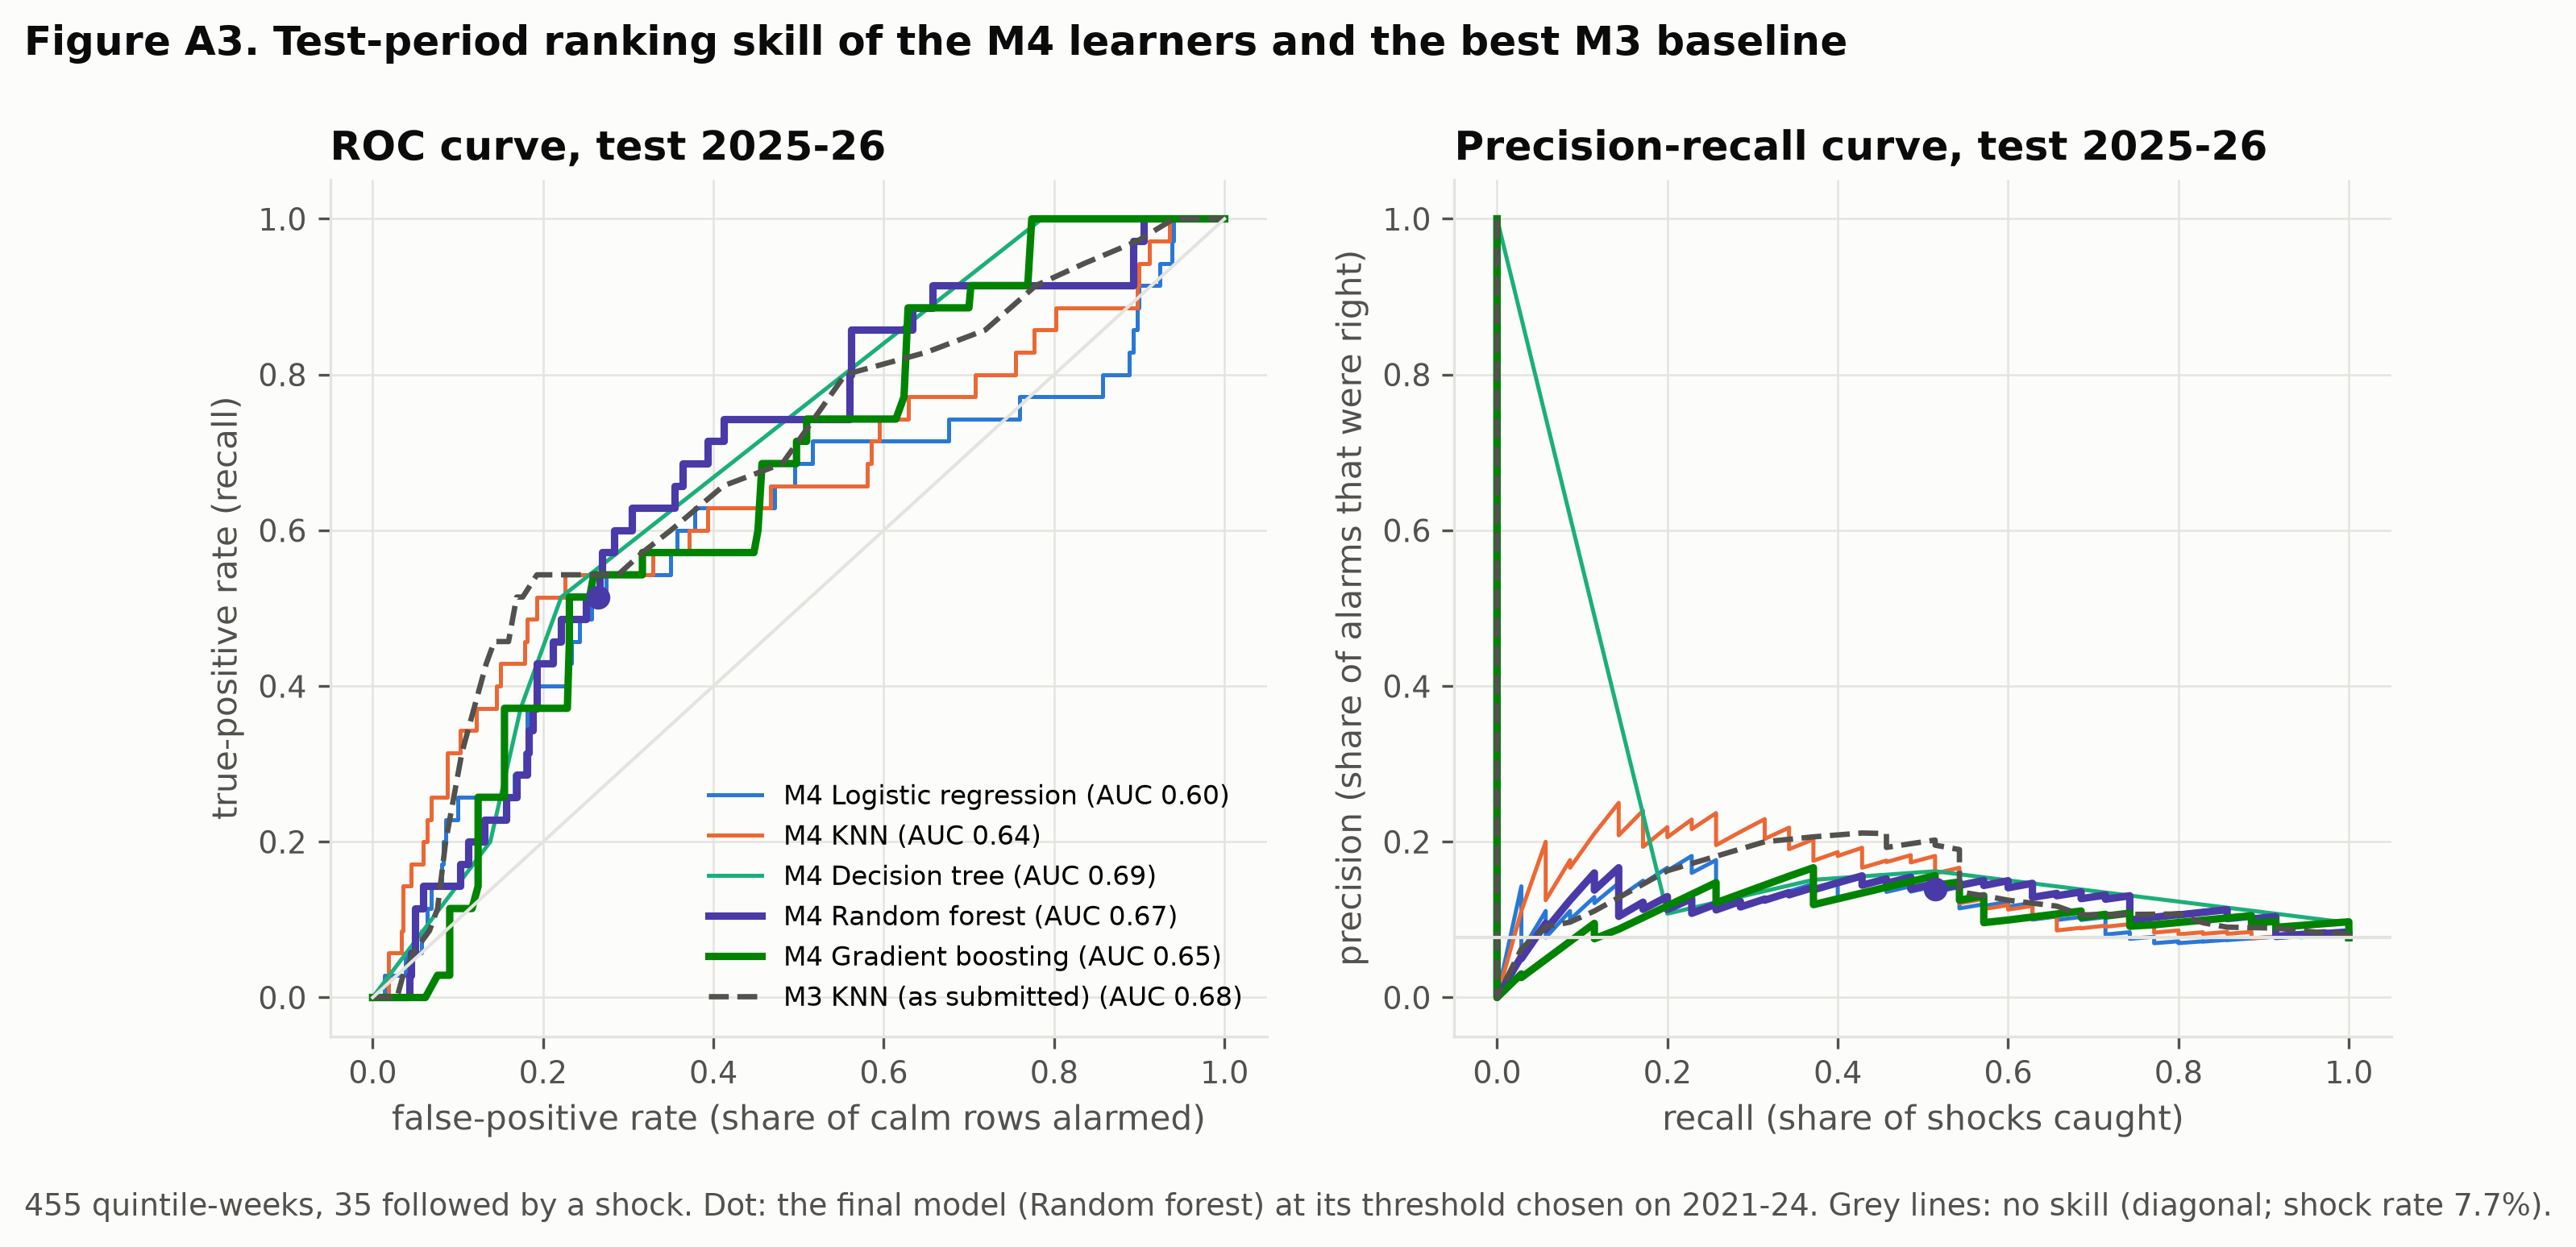 Figure A3. Test-period ranking skill of the M4 learners and the best M3 baseline
ROC curve, test 2025-26
true-positive rate (recall)
1.0
0.8
0.6
0.4
0.2
0.0
M4 Logistic regression (AUC 0.60)
M4 KNN (AUC 0.64)
M4 Decision tree (AUC 0.69)
M4 Random forest (AUC 0.67)
M4 Gradient boosting (AUC 0.65)
M3 KNN (as submitted) (AUC 0.68)
0.0 0.2 0.4 0.6 0.8 1.0
false-positive rate (share of calm rows alarmed)
Precision-recall curve, test 2025-26
precision (share of alarms that were right)
1.0
0.8
0.6
0.4
0.2
0.0
0.0 0.2 0.4 0.6 0.8 1.0
recall (share of shocks caught)
455 quintile-weeks, 35 followed by a shock. Dot: the final model (Random forest) at its threshold chosen on 2021-24. Grey lines: no skill (diagonal; shock rate 7.7%).